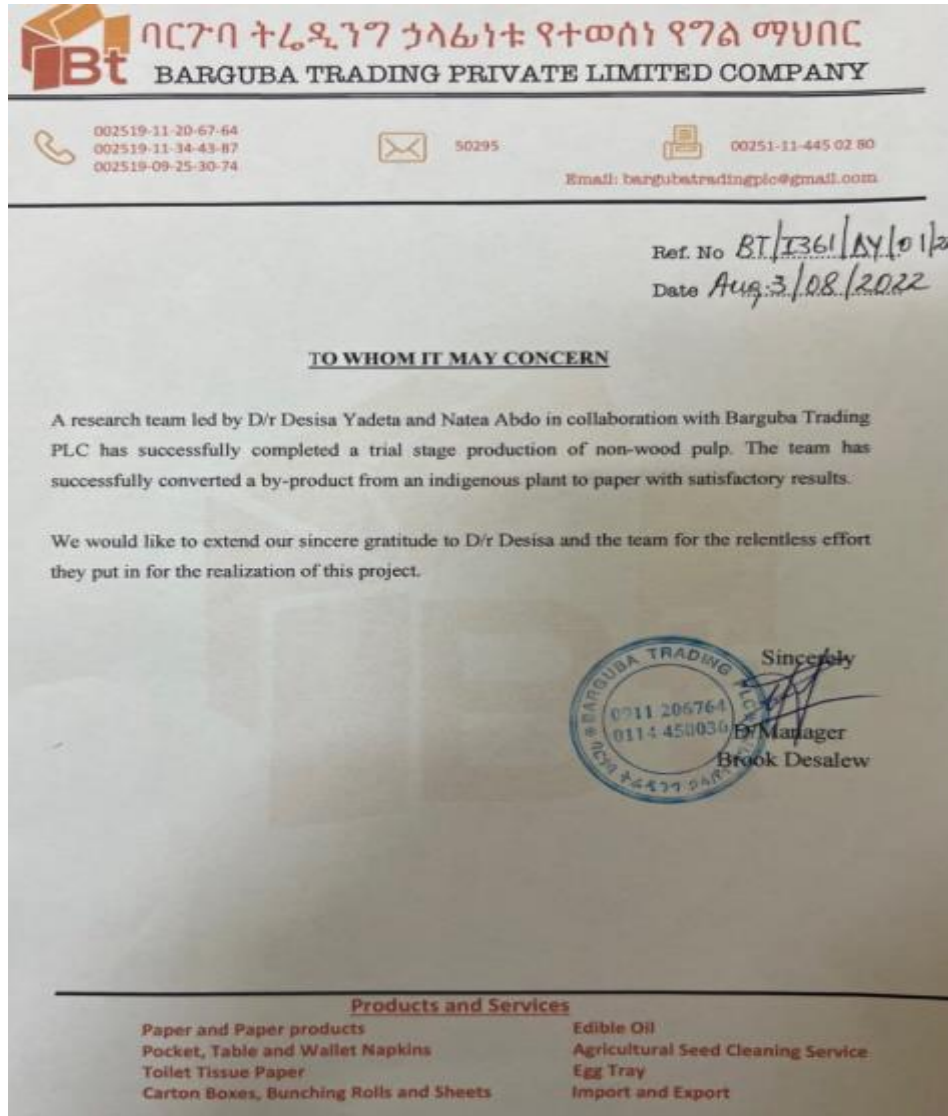 Bt
ባርጉባ ትሬዲንግ ኃላፊነቱ የተወሰነ የግል ማህበር
BARGUBA TRADING PRIVATE LIMITED COMPANY
002519-11-20-67-64
002519-11-34-43-87
002519-09-25-30-74
50295
00251-11-445 02 80
Email: bargubatradingplc@gmail.com
Ref. No BT/I361/AY/01/2
Date Aug. 3/08/2022
TO WHOM IT MAY CONCERN
A research team led by D/r Desisa Yadeta and Natea Abdo in collaboration with Barguba Trading
PLC has successfully completed a trial stage production of non-wood pulp. The team has
successfully converted a by-product from an indigenous plant to paper with satisfactory results.
We would like to extend our sincere gratitude to D/r Desisa and the team for the relentless effort
they put in for the realization of this project.
Sincerely
BARGUBA TRADING PLC
0911 206764
D/Manager
Brook Desalew
Products and Services
Paper and Paper products
Pocket, Table and Wallet Napkins
Toilet Tissue Paper
Carton Boxes, Bunching Rolls and Sheets
Edible Oil
Agricultural Seed Cleaning Service
Egg Tray
Import and Export